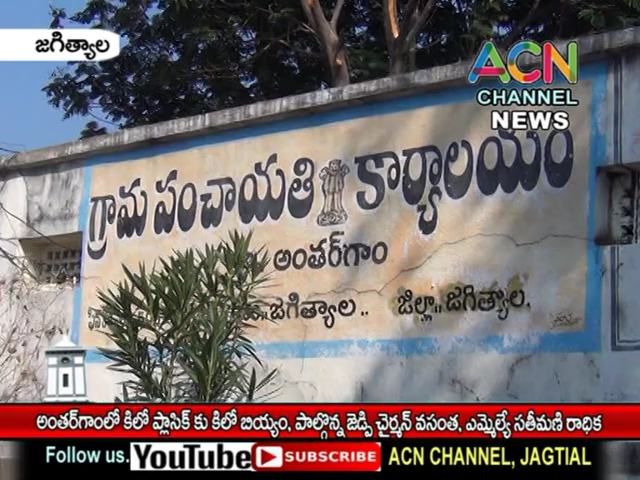 జగిత్యాల
ACN
CHANNEL
NEWS
గ్రామ పంచాయతి కార్యాలయం
అంతర్‌గాం
జగిత్యాల .. జిల్లా.. జగిత్యాల.
అంతర్‌గాంలో కిలో ప్లాసిక్ కు కిలో బియ్యం, పాల్గొన్న జెడ్పి చైర్మన్ వసంత, ఎమ్మెల్యే సతీమణి రాధిక
Follow us. YouTube SUBSCRIBE ACN CHANNEL, JAGTIAL